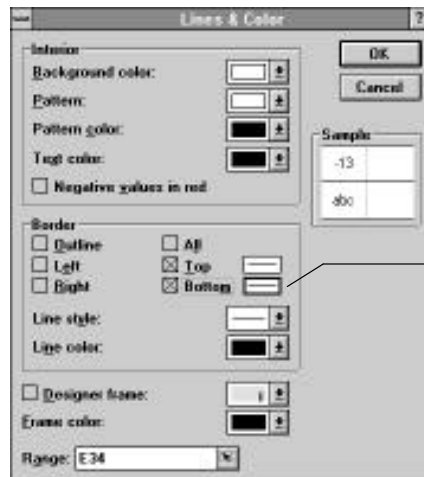 Lines & Color ?
Interior
Background color:
Pattern:
Pattern color:
Text color:
Negative values in red
OK
Cancel
Sample
-13
abc
Border
Outline All
Left Top
Right Bottom
Line style:
Line color:
Designer frame:
Frame color:
Range: E34